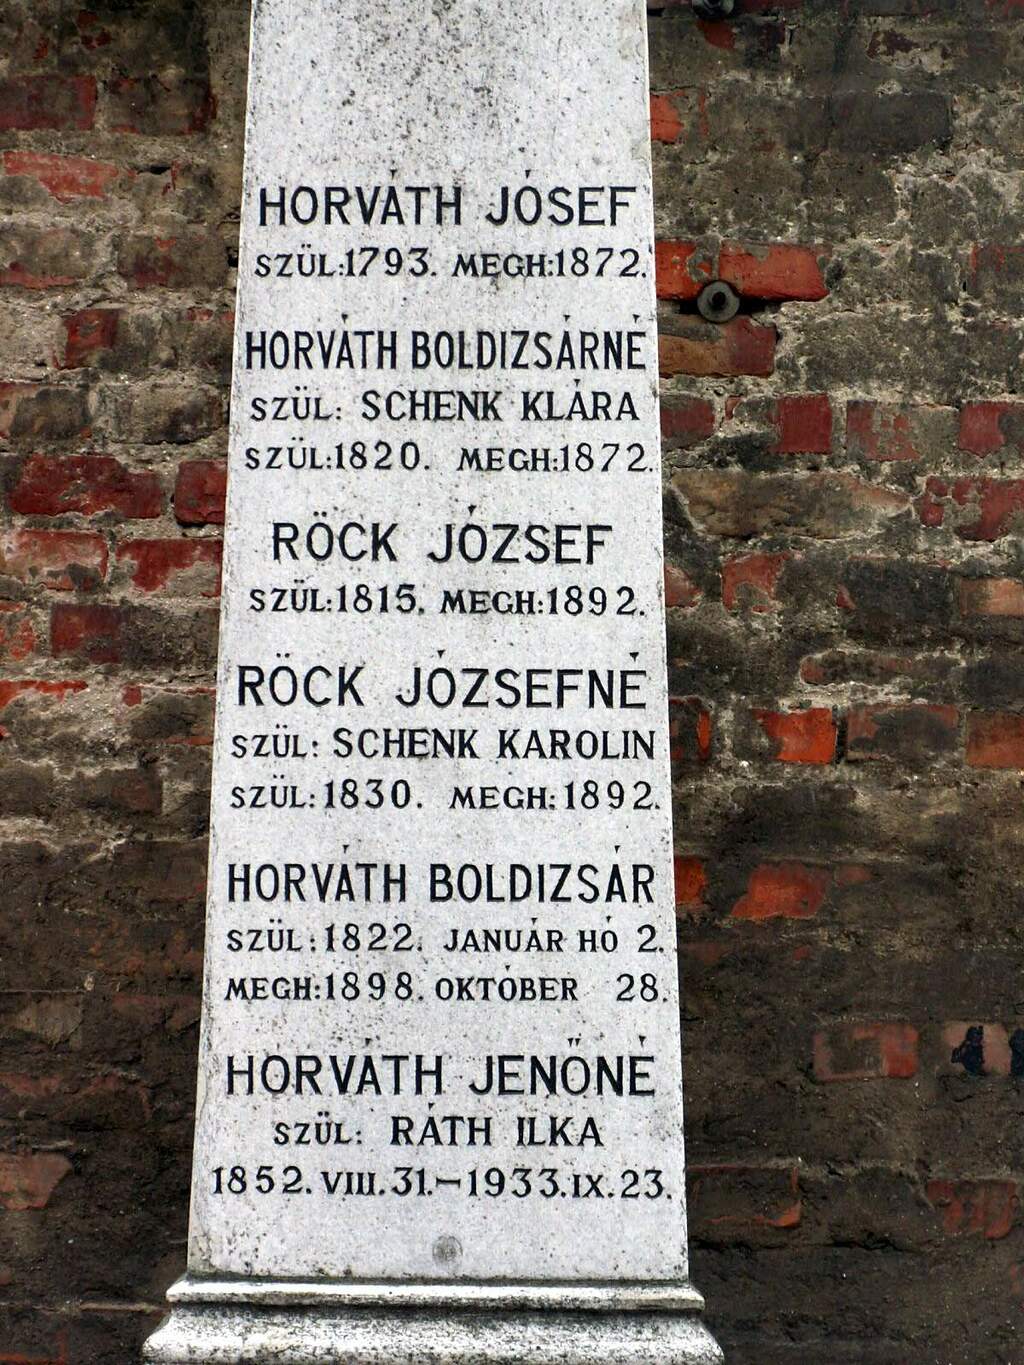 HORVÁTH JÓSEF
SZÜL:1793. MEGH:1872.
HORVÁTH BOLDIZSÁRNÉ
SZÜL: SCHENK KLÁRA
SZÜL:1820. MEGH:1872.
RÖCK JÓZSEF
SZÜL:1815. MEGH:1892.
RÖCK JÓZSEFNÉ
SZÜL: SCHENK KAROLIN
SZÜL:1830. MEGH:1892.
HORVÁTH BOLDIZSÁR
SZÜL:1822. JANUÁR HÓ 2.
MEGH:1898. OKTÓBER 28.
HORVÁTH JENŐNÉ
SZÜL: RÁTH ILKA
1852.VIII.31.–1933.IX.23.